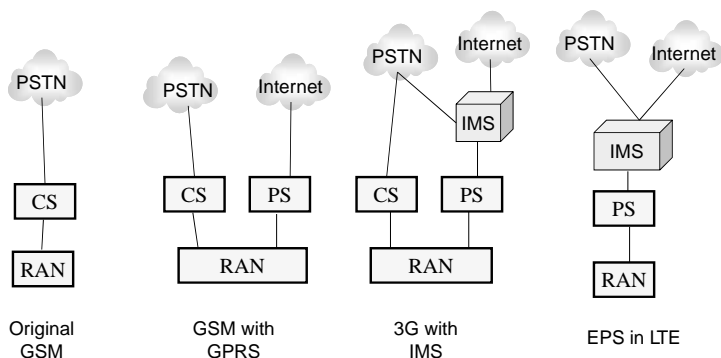 PSTN
CS
RAN
Original
GSM
PSTN
Internet
CS
PS
RAN
GSM with
GPRS
PSTN
Internet
IMS
CS
PS
RAN
3G with
IMS
PSTN
Internet
IMS
PS
RAN
EPS in LTE